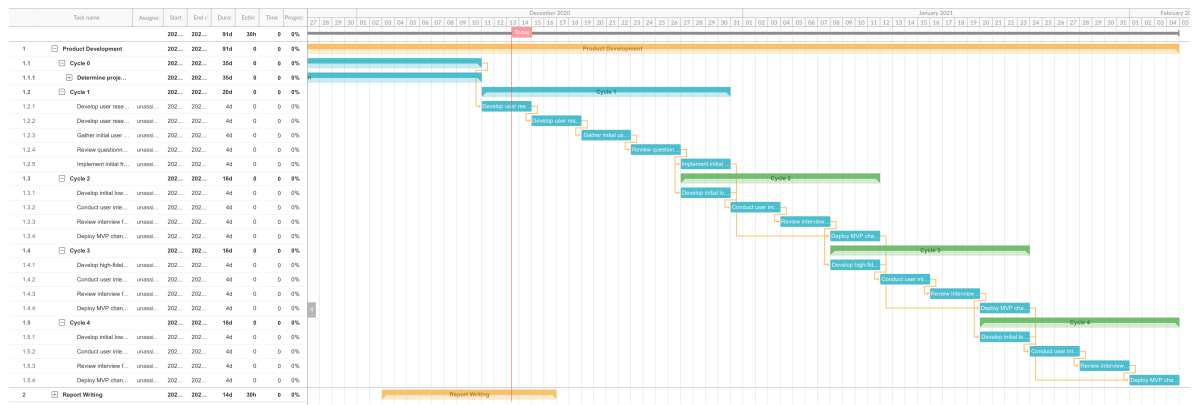 December 2020 January 2021 February 20
Task name Assignee Start End Dura Estin Time Progres 27 28 29 30 01 02 03 04 05 06 07 08 09 10 11 12 13 14 15 16 17 18 19 20 21 22 23 24 25 26 27 28 29 30 31 01 02 03 04 05 06 07 08 09 10 11 12 13 14 15 16 17 18 19 20 21 22 23 24 25 26 27 28 29 30 31 01 02 03 04 05
202... 202... 91d 30h 0 0% Today
1 Product Development 202... 202... 91d 0 0 0% Product Development
1.1 Cycle 0 202... 202... 35d 0 0 0%
1.1.1 Determine proje... 202... 202... 35d 0 0 0%
1.2 Cycle 1 202... 202... 20d 0 0 0% Cycle 1
1.2.1 Develop user rese... unassi... 202... 202... 4d 0 0 0% Develop user res...
1.2.2 Develop user rese... unassi... 202... 202... 4d 0 0 0% Develop user res...
1.2.3 Gather initial user ... unassi... 202... 202... 4d 0 0 0% Gather initial us...
1.2.4 Review questionn... unassi... 202... 202... 4d 0 0 0% Review question...
1.2.5 Implement initial fr... unassi... 202... 202... 4d 0 0 0% Implement initial ...
1.3 Cycle 2 202... 202... 16d 0 0 0% Cycle 2
1.3.1 Develop initial low... unassi... 202... 202... 4d 0 0 0% Develop initial lo...
1.3.2 Conduct user inte... unassi... 202... 202... 4d 0 0 0% Conduct user int...
1.3.3 Review interview f... unassi... 202... 202... 4d 0 0 0% Review interview...
1.3.4 Deploy MVP chan... unassi... 202... 202... 4d 0 0 0% Deploy MVP cha...
1.4 Cycle 3 202... 202... 16d 0 0 0% Cycle 3
1.4.1 Develop high-fidel... unassi... 202... 202... 4d 0 0 0% Develop high-fid...
1.4.2 Conduct user inte... unassi... 202... 202... 4d 0 0 0% Conduct user int...
1.4.3 Review interview f... unassi... 202... 202... 4d 0 0 0% Review interview...
1.4.4 Deploy MVP chan... unassi... 202... 202... 4d 0 0 0% Deploy MVP cha...
1.5 Cycle 4 202... 202... 16d 0 0 0% Cycle 4
1.5.1 Develop initial low... unassi... 202... 202... 4d 0 0 0% Develop initial lo...
1.5.2 Conduct user inte... unassi... 202... 202... 4d 0 0 0% Conduct user int...
1.5.3 Review interview f... unassi... 202... 202... 4d 0 0 0% Review interview...
1.5.4 Deploy MVP chan... unassi... 202... 202... 4d 0 0 0% Deploy MVP cha...
2 Report Writing 202... 202... 14d 30h 0 0% Report Writing